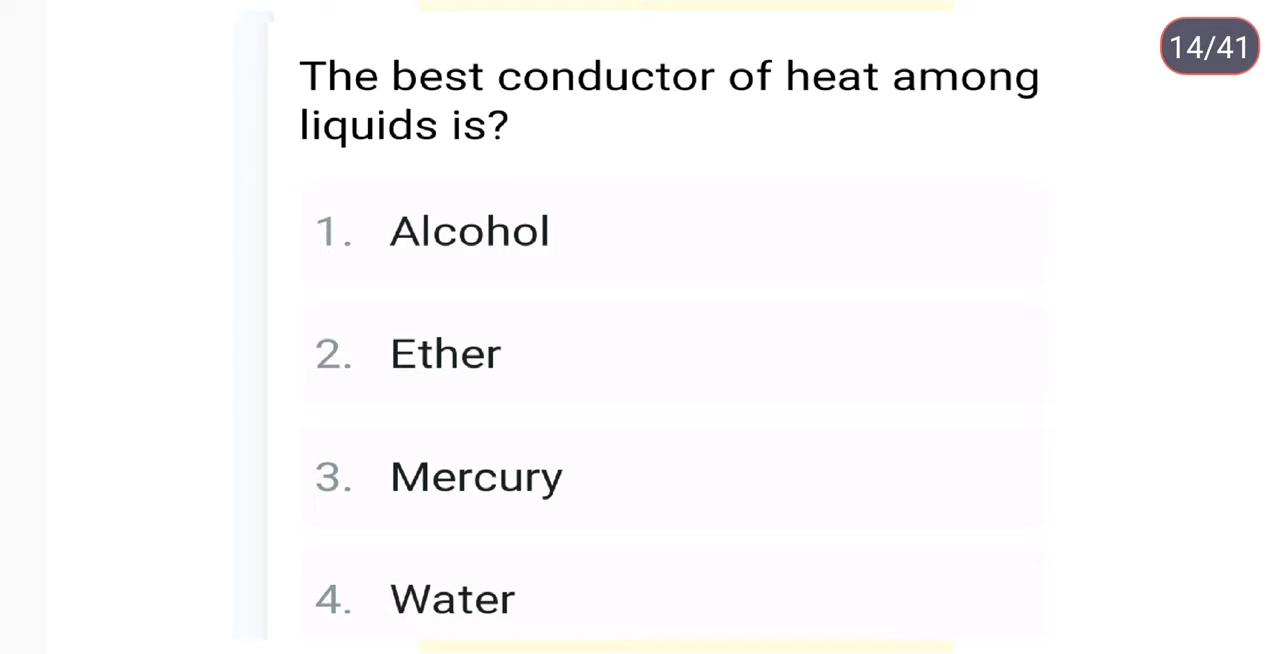 14/41
The best conductor of heat among
liquids is?
1. Alcohol
2. Ether
3. Mercury
4. Water